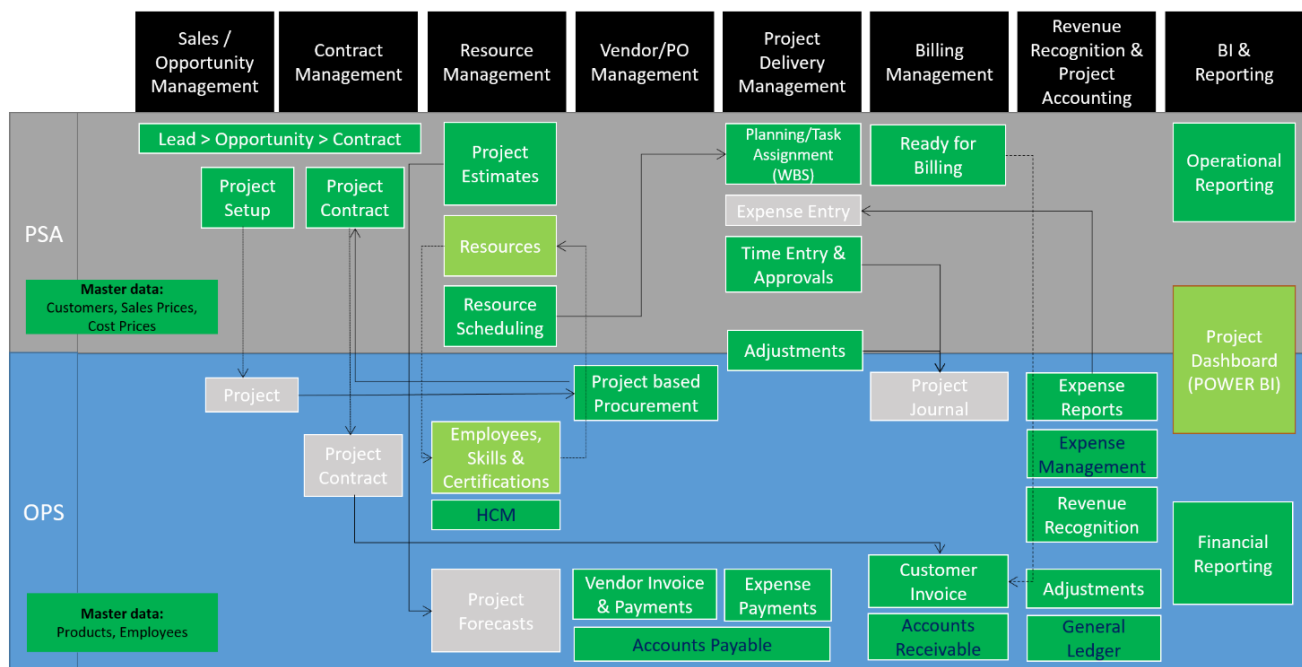 Sales /
Opportunity
Management
Contract
Management
Resource
Management
Vendor/PO
Management
Project
Delivery
Management
Billing
Management
Revenue
Recognition &
Project
Accounting
BI &
Reporting
PSA
Lead > Opportunity > Contract
Project
Setup
Project
Contract
Project
Estimates
Resources
Resource
Scheduling
Planning/Task
Assignment
(WBS)
Expense Entry
Time Entry &
Approvals
Adjustments
Ready for
Billing
Operational
Reporting
Master data:
Customers, Sales Prices,
Cost Prices
Project
Dashboard
(POWER BI)
OPS
Project
Project
Contract
Employees,
Skills &
Certifications
HCM
Project
Forecasts
Project based
Procurement
Vendor Invoice
& Payments
Expense
Payments
Accounts Payable
Project
Journal
Customer
Invoice
Accounts
Receivable
Expense
Reports
Expense
Management
Revenue
Recognition
Adjustments
General
Ledger
Financial
Reporting
Master data:
Products, Employees